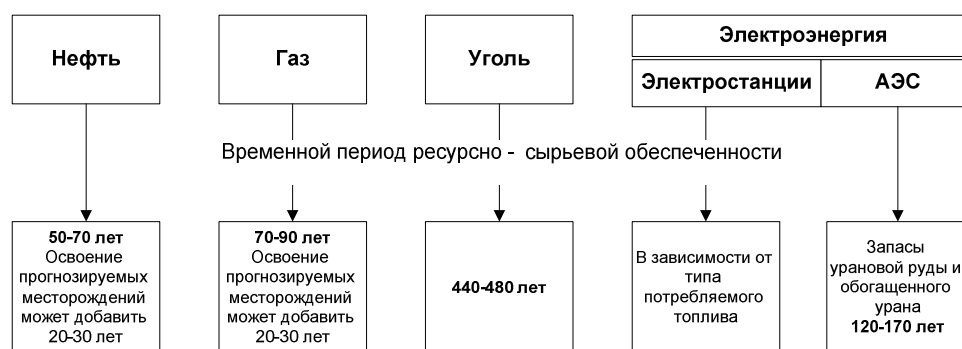 Нефть
Газ
Уголь
Электроэнергия
Электростанции
АЭС
Временной период ресурсно - сырьевой обеспеченности
50-70 лет
Освоение
прогнозируемых
месторождений
может добавить
20-30 лет
70-90 лет
Освоение
прогнозируемых
месторождений
может добавить
20-30 лет
440-480 лет
В зависимости от
типа
потребляемого
топлива
Запасы
урановой руды и
обогащенного
урана
120-170 лет